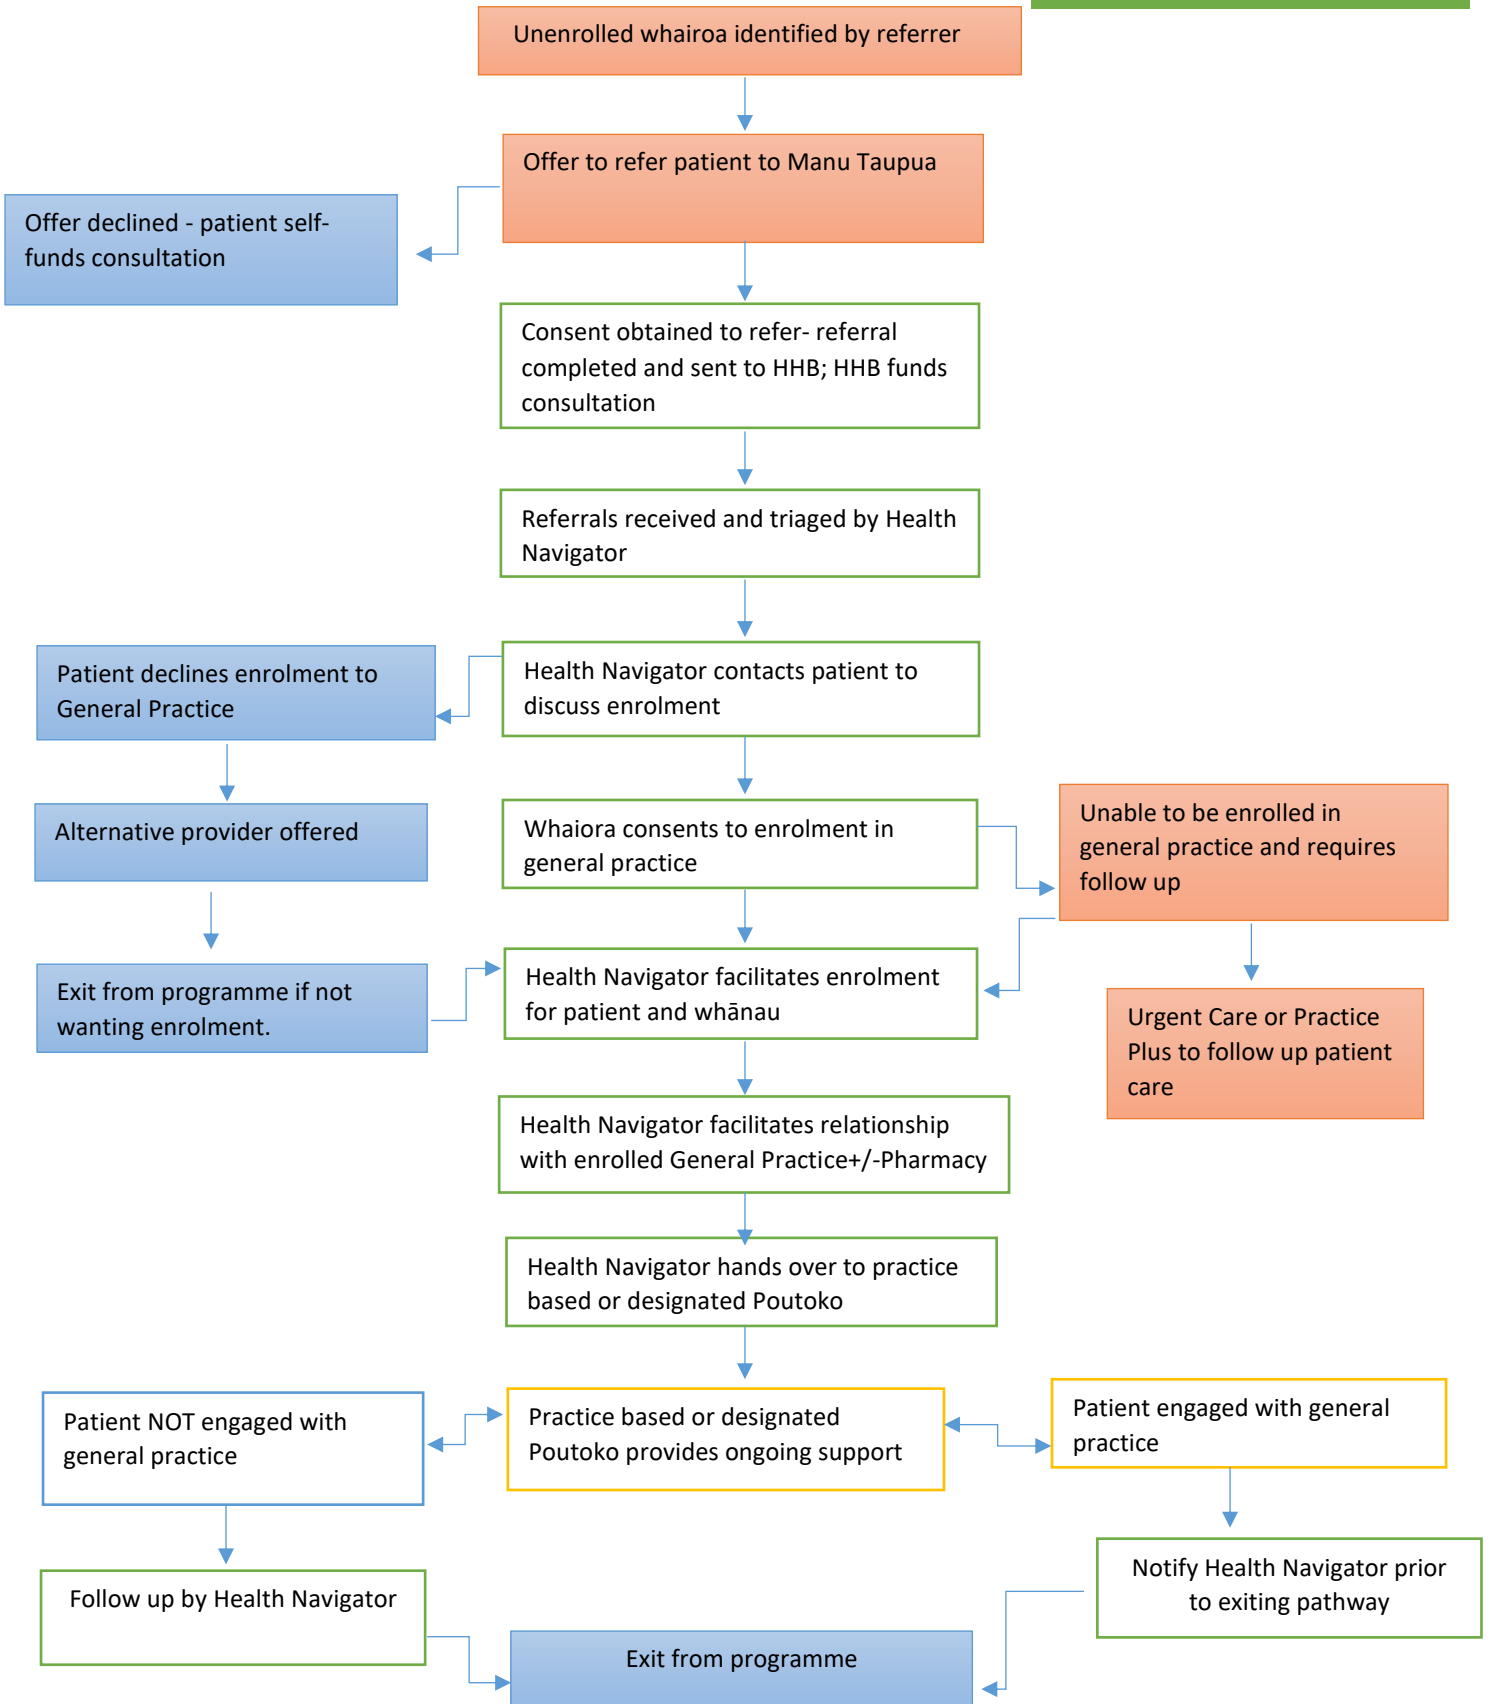 Unenrolled whairoa identified by referrer
Offer to refer patient to Manu Taupua
Offer declined - patient self-
funds consultation
Consent obtained to refer- referral
completed and sent to HHB; HHB funds
consultation
Referrals received and triaged by Health
Navigator
Patient declines enrolment to
General Practice
Health Navigator contacts patient to
discuss enrolment
Alternative provider offered
Whaiora consents to enrolment in
general practice
Unable to be enrolled in
general practice and requires
follow up
Exit from programme if not
wanting enrolment.
Health Navigator facilitates enrolment
for patient and whānau
Urgent Care or Practice
Plus to follow up patient
care
Health Navigator facilitates relationship
with enrolled General Practice+/-Pharmacy
Health Navigator hands over to practice
based or designated Poutoko
Patient NOT engaged with
general practice
Practice based or designated
Poutoko provides ongoing support
Patient engaged with general
practice
Follow up by Health Navigator
Notify Health Navigator prior
to exiting pathway
Exit from programme